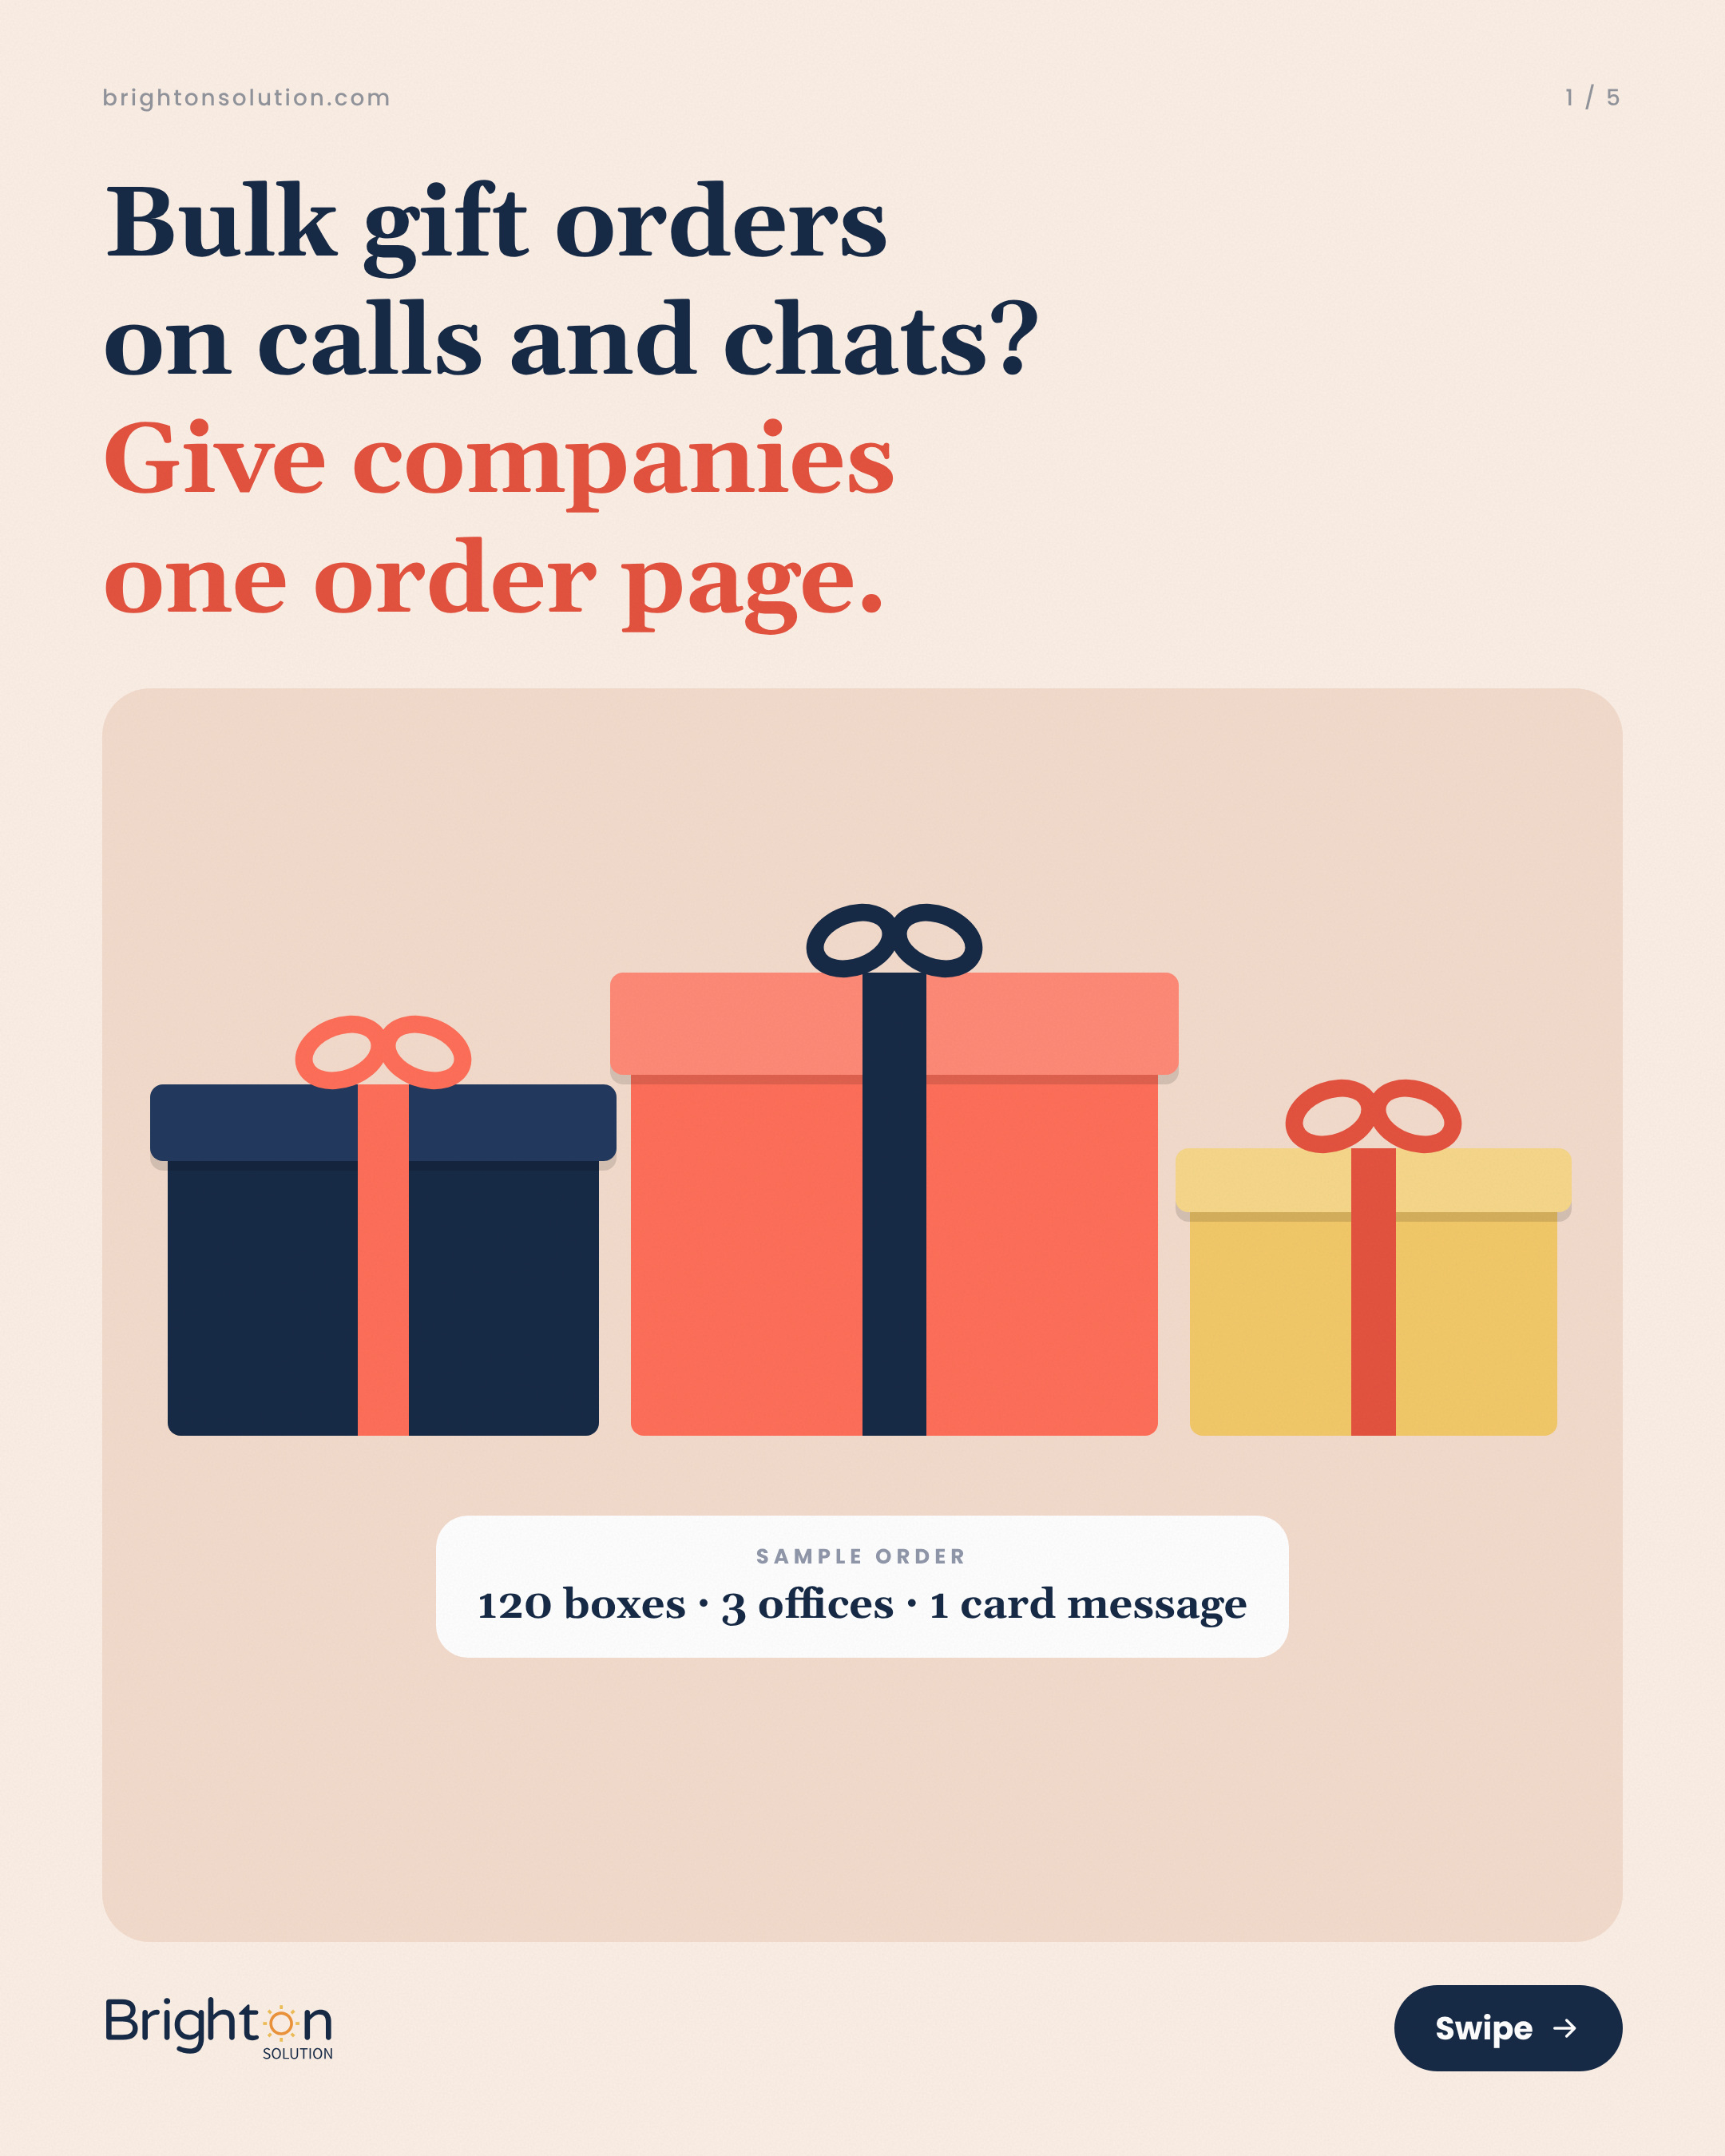 brightonsolution.com
1 / 5
Bulk gift orders
on calls and chats?
Give companies
one order page.
SAMPLE ORDER
120 boxes · 3 offices · 1 card message
Brighton
SOLUTION
Swipe →